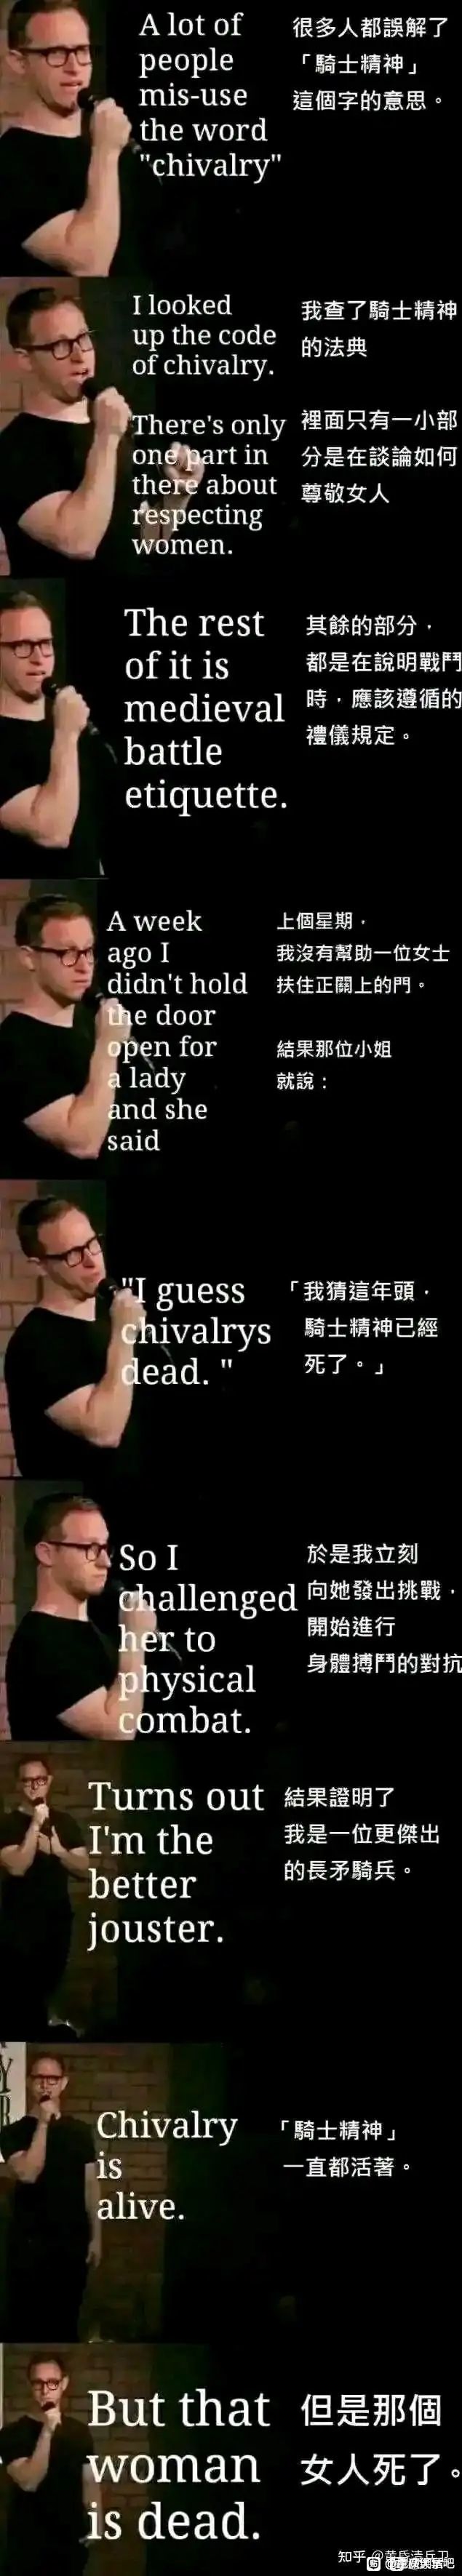 A lot of
people
mis-use
the word
"chivalry"
很多人都誤解了
「騎士精神」
這個字的意思。
I looked
up the code
of chivalry.
There's only
one part in
there about
respecting
women.
我查了騎士精神
的法典
裡面只有一小部
分是在談論如何
尊敬女人
The rest
of it is
medieval
battle
etiquette.
其餘的部分，
都是在說明戰鬥
時，應該遵循的
禮儀規定。
A week
ago I
didn't hold
the door
open for
a lady
and she
said
上個星期，
我沒有幫助一位女士
扶住正關上的門。
結果那位小姐
就說：
"I guess
chivalrys
dead. "
「我猜這年頭，
騎士精神已經
死了。」
So I
challenged
her to
physical
combat.
於是我立刻
向她發出挑戰，
開始進行
身體搏鬥的對抗
Turns out
I'm the
better
jouster.
結果證明了
我是一位更傑出
的長矛騎兵。
Chivalry
is
alive.
「騎士精神」
一直都活著。
But that
woman
is dead.
但是那個
女人死了。
知乎 @黄昏清兵卫